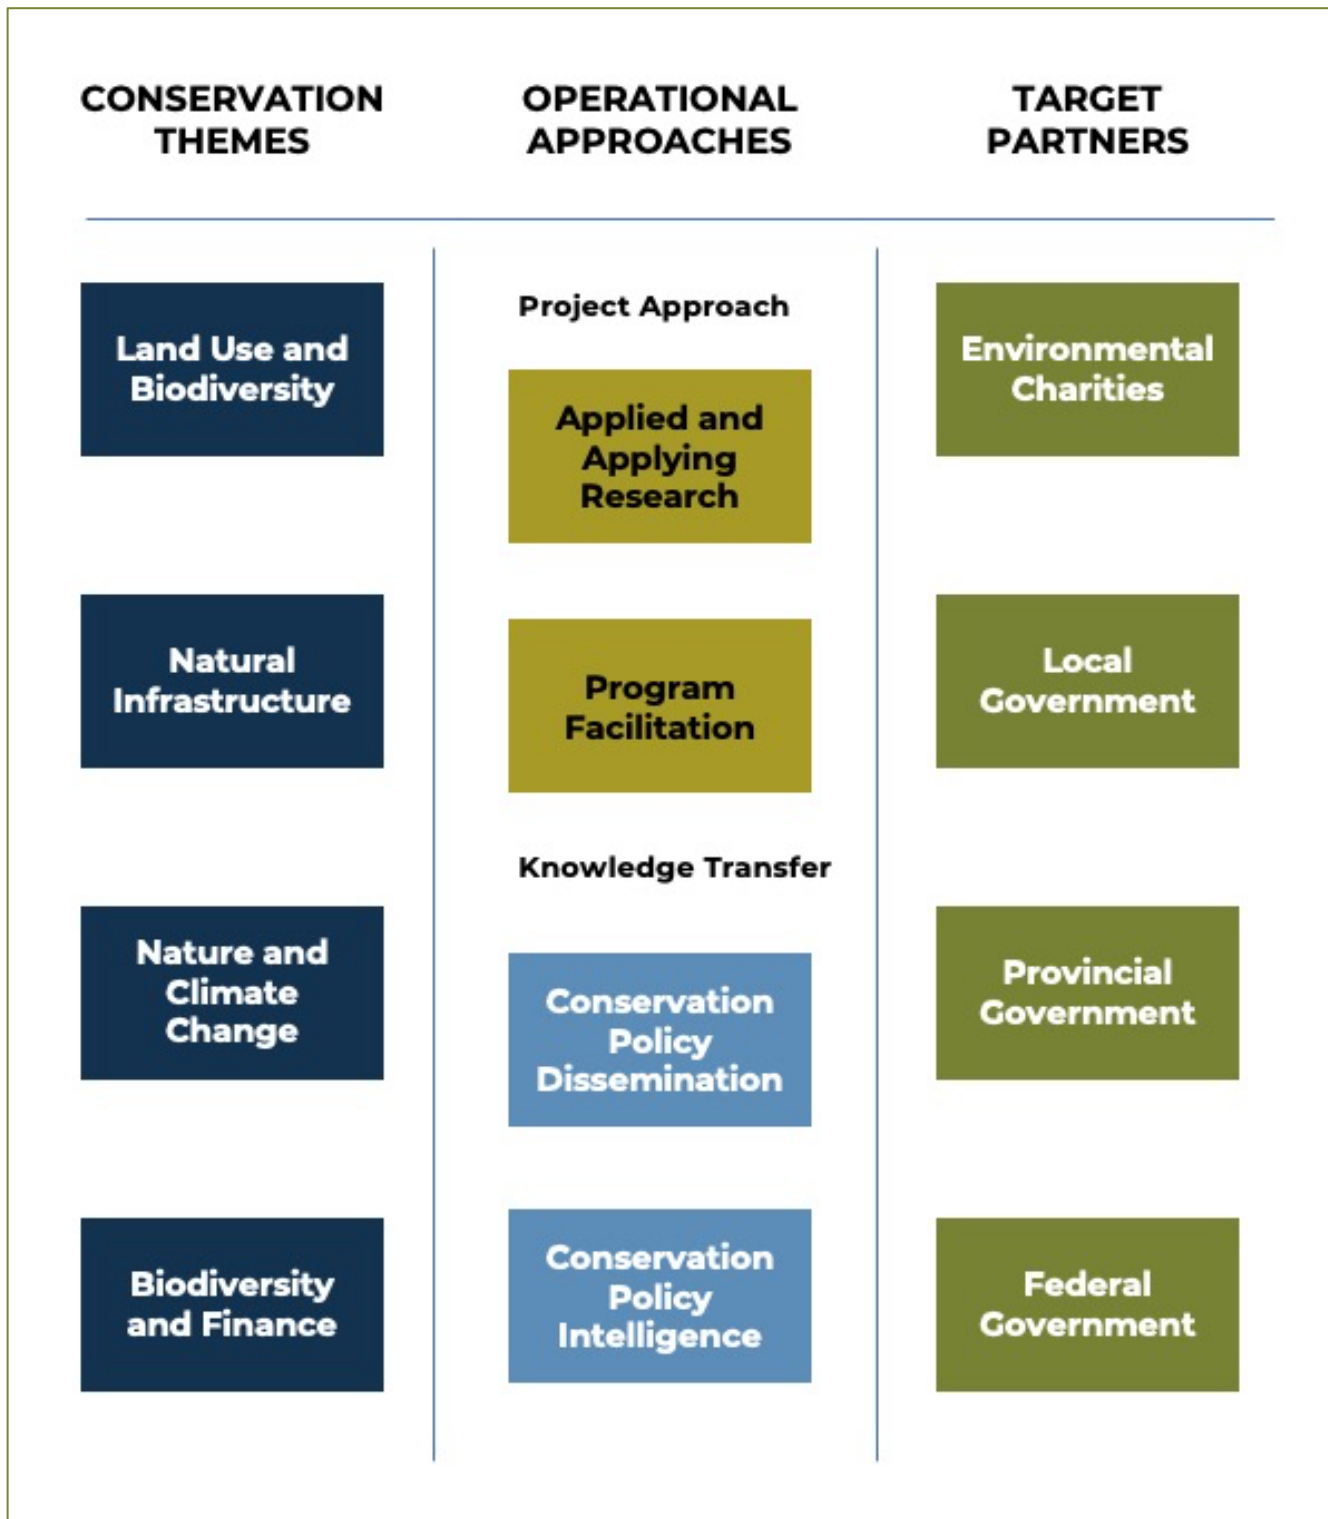 CONSERVATION
THEMES
OPERATIONAL
APPROACHES
TARGET
PARTNERS
Land Use and
Biodiversity
Natural
Infrastructure
Nature and
Climate
Change
Biodiversity
and Finance
Project Approach
Applied and
Applying
Research
Program
Facilitation
Knowledge Transfer
Conservation
Policy
Dissemination
Conservation
Policy
Intelligence
Environmental
Charities
Local
Government
Provincial
Government
Federal
Government